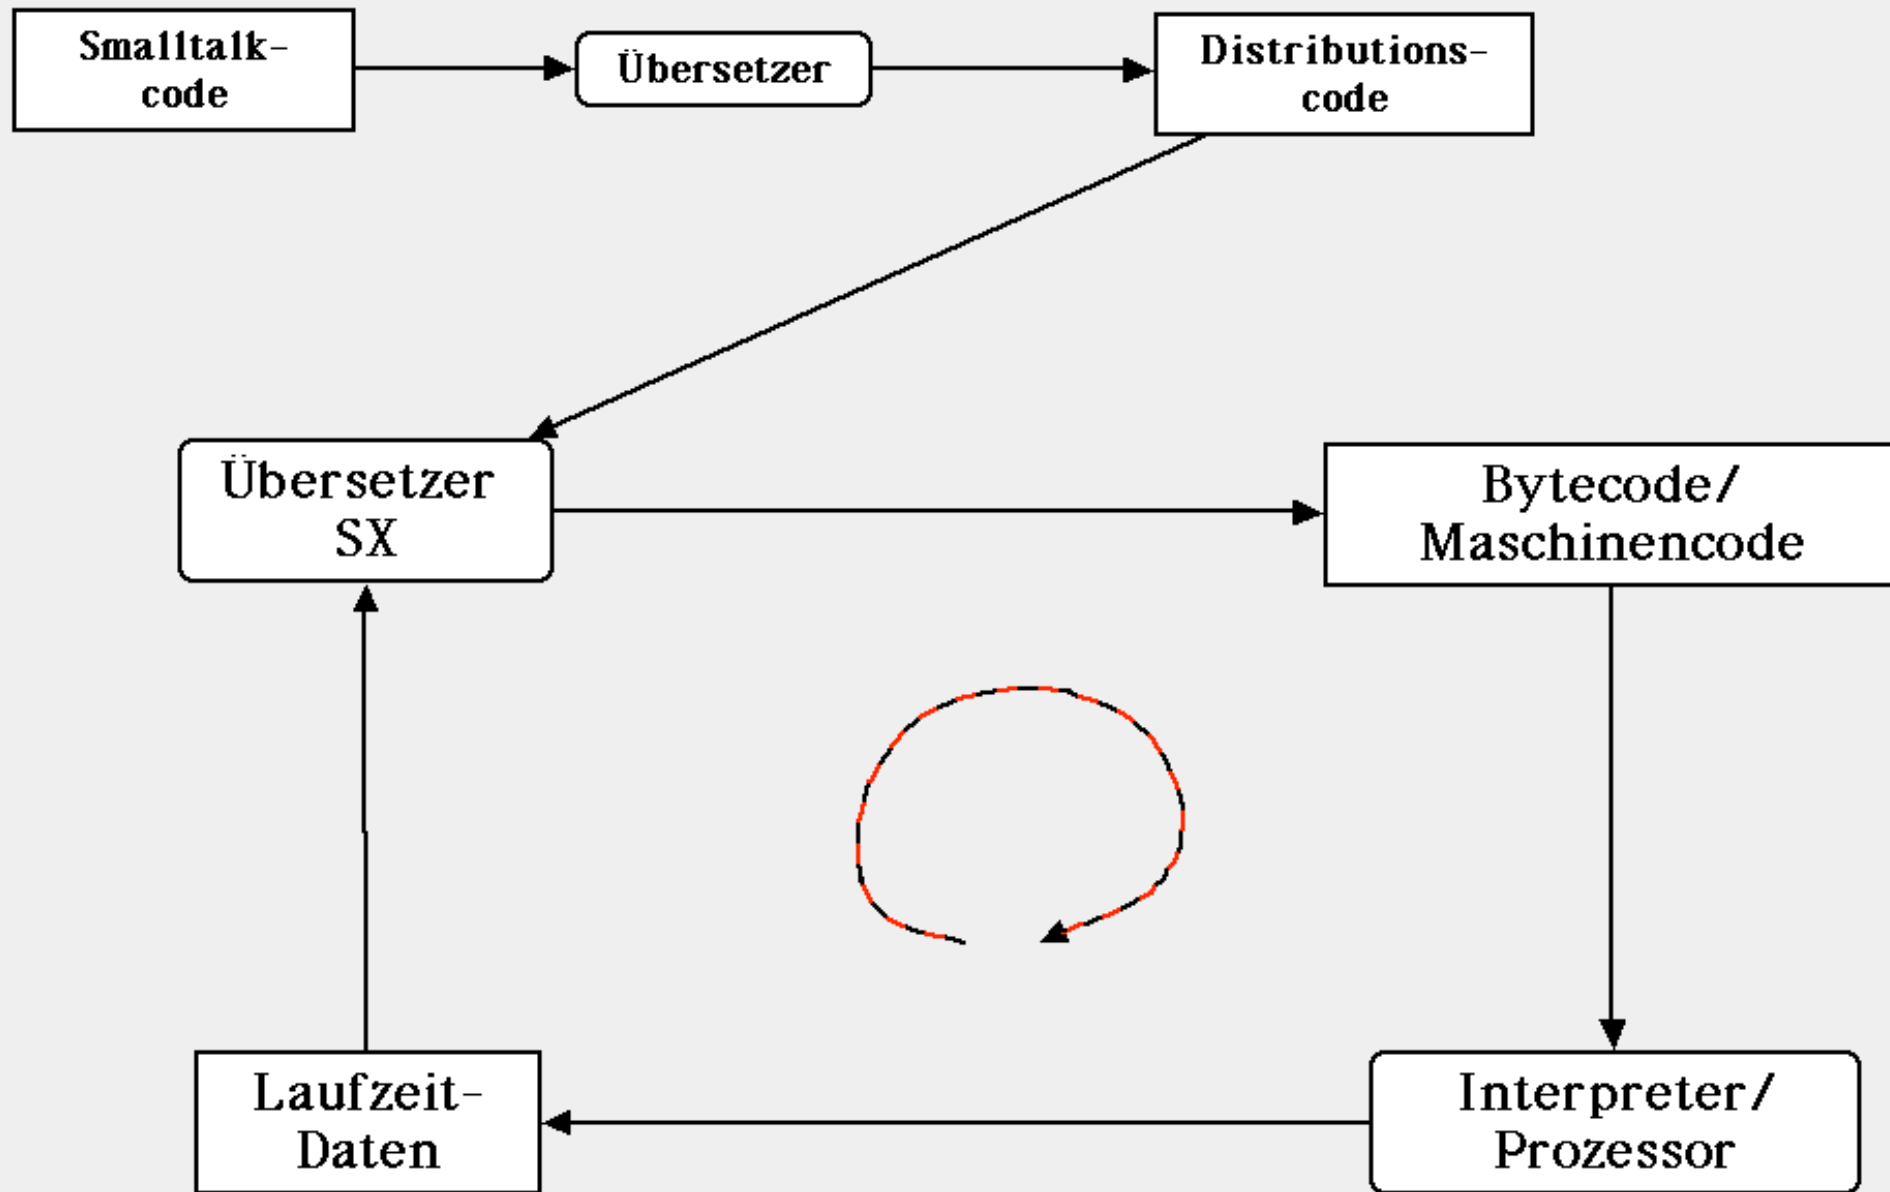 Smalltalk-
code
Übersetzer
Distributions-
code
Übersetzer
SX
Bytecode/
Maschinencode
Laufzeit-
Daten
Interpreter/
Prozessor